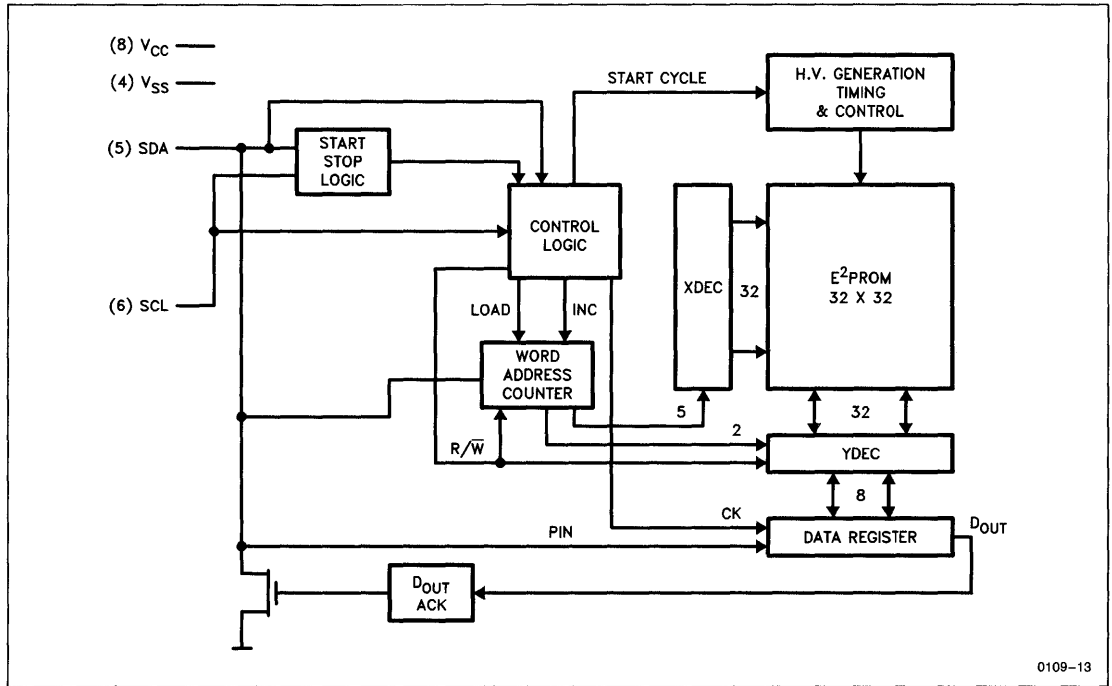 (8) VCC
(4) VSS
START CYCLE
H.V. GENERATION
TIMING
& CONTROL
(5) SDA
START
STOP
LOGIC
CONTROL
LOGIC
XDEC
32
E²PROM
32 X 32
(6) SCL
LOAD
INC
WORD
ADDRESS
COUNTER
5
32
2
R/W̅
YDEC
8
CK
PIN
DATA REGISTER
DOUT
DOUT
ACK
0109-13